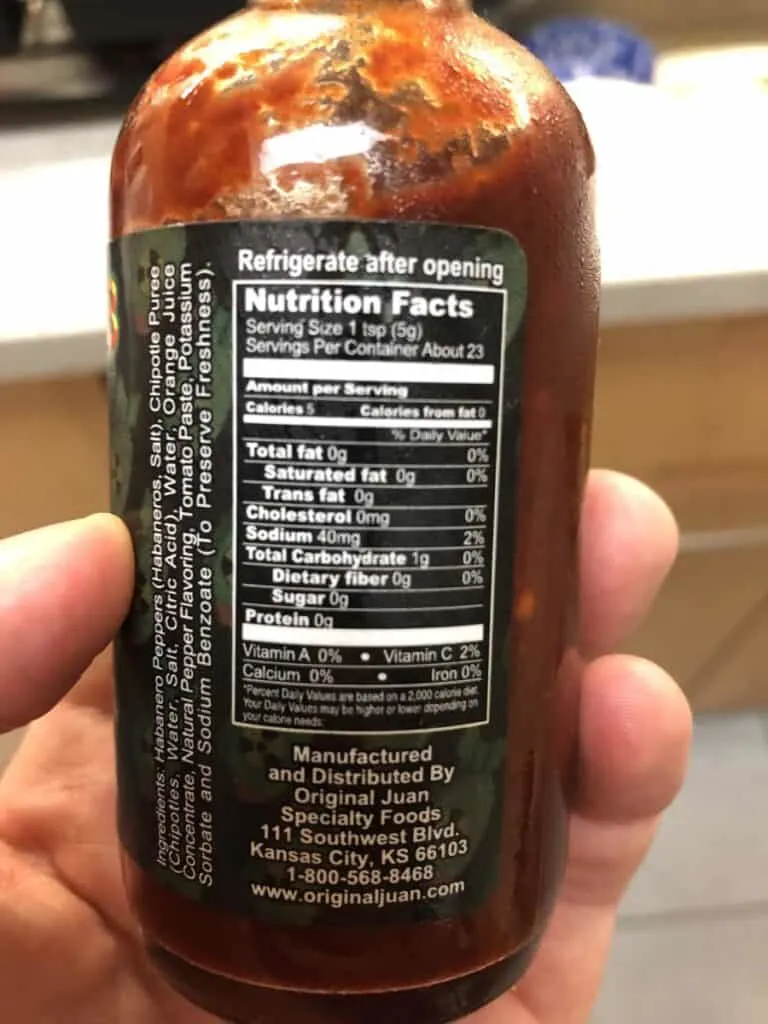 Refrigerate after opening
Nutrition Facts
Serving Size 1 tsp (5g)
Servings Per Container About 23
Amount per Serving
Calories 5 Calories from fat 0
% Daily Value*
Total fat 0g 0%
Saturated fat 0g 0%
Trans fat 0g
Cholesterol 0mg 0%
Sodium 40mg 2%
Total Carbohydrate 1g 0%
Dietary fiber 0g 0%
Sugar 0g
Protein 0g
Vitamin A 0% • Vitamin C 2%
Calcium 0% • Iron 0%
*Percent Daily Values are based on a 2,000 calorie diet.
Your Daily Values may be higher or lower depending on
your calorie needs:
Manufactured
and Distributed By
Original Juan
Specialty Foods
111 Southwest Blvd.
Kansas City, KS 66103
1-800-568-8468
www.originaljuan.com
Ingredients: Habanero Peppers (Habaneros, Salt), Chipotle Puree
(Chipotles, Water, Salt, Citric Acid), Water, Orange Juice
Concentrate, Natural Pepper Flavoring, Tomato Paste, Potassium
Sorbate and Sodium Benzoate (To Preserve Freshness).